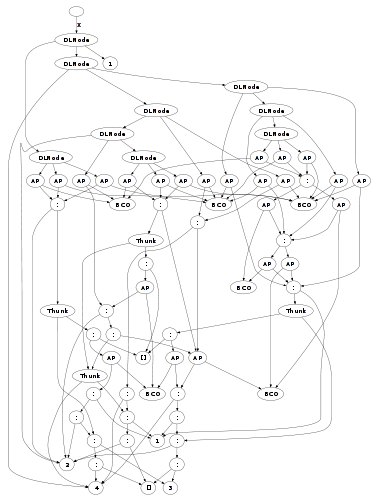 x
DLNode
DLNode 1
DLNode
DLNode DLNode
DLNode DLNode
DLNode DLNode
AP AP AP
AP AP AP AP AP AP AP AP AP AP AP AP
: BCO : BCO AP BCO AP
:
Thunk :
: AP AP
AP BCO :
Thunk : Thunk
: : :
[] AP AP AP
Thunk BCO BCO
: : :
: : :
: : 1 :
2 : :
4 [] 3